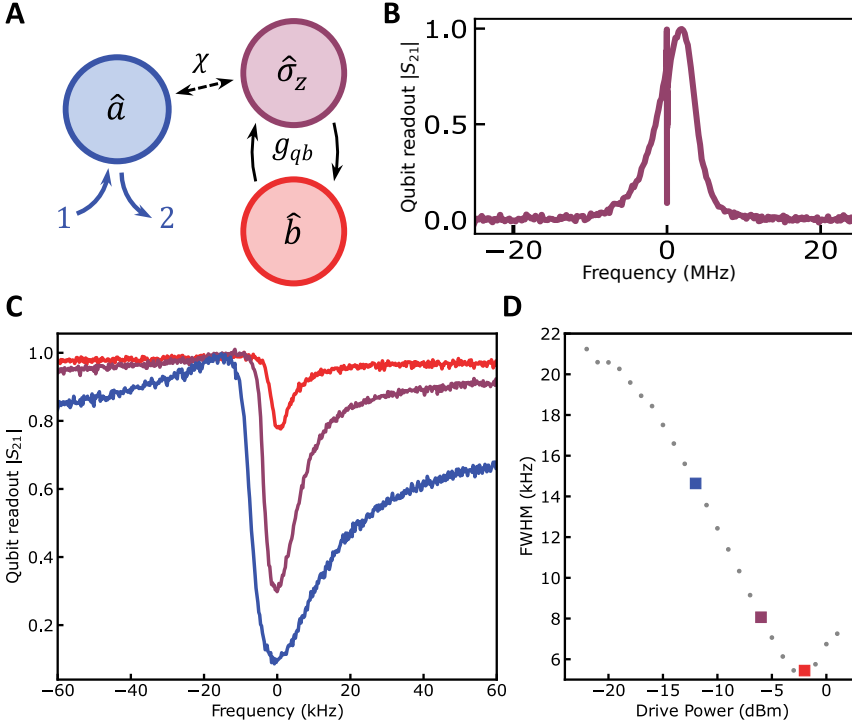 A
â
χ
σ̂z
gqb
b̂
1
2
B
Qubit readout |S21|
1.0
0.5
0.0
−20
0
20
Frequency (MHz)
C
Qubit readout |S21|
1.0
0.8
0.6
0.4
0.2
−60
−40
−20
0
20
40
60
Frequency (kHz)
D
FWHM (kHz)
22
20
18
16
14
12
10
8
6
−20
−15
−10
−5
0
Drive Power (dBm)